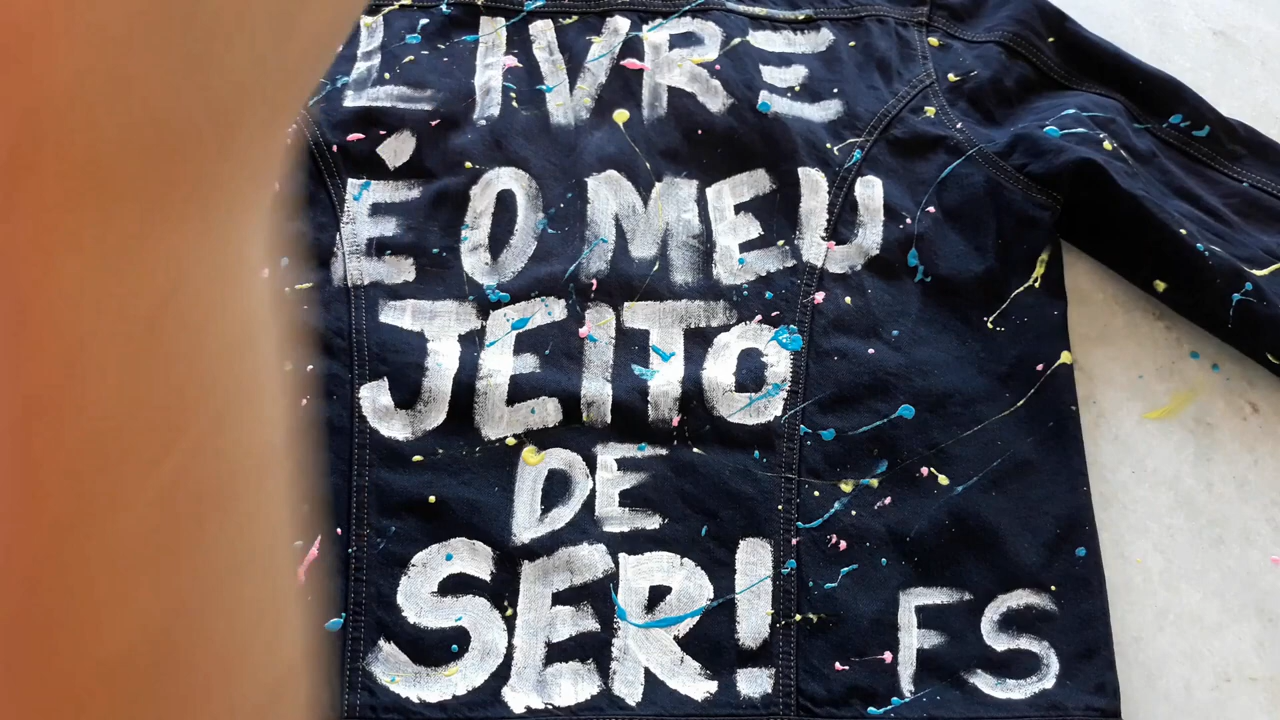 LIVRE
É O MEU
JEITO
DE
SER!
FS